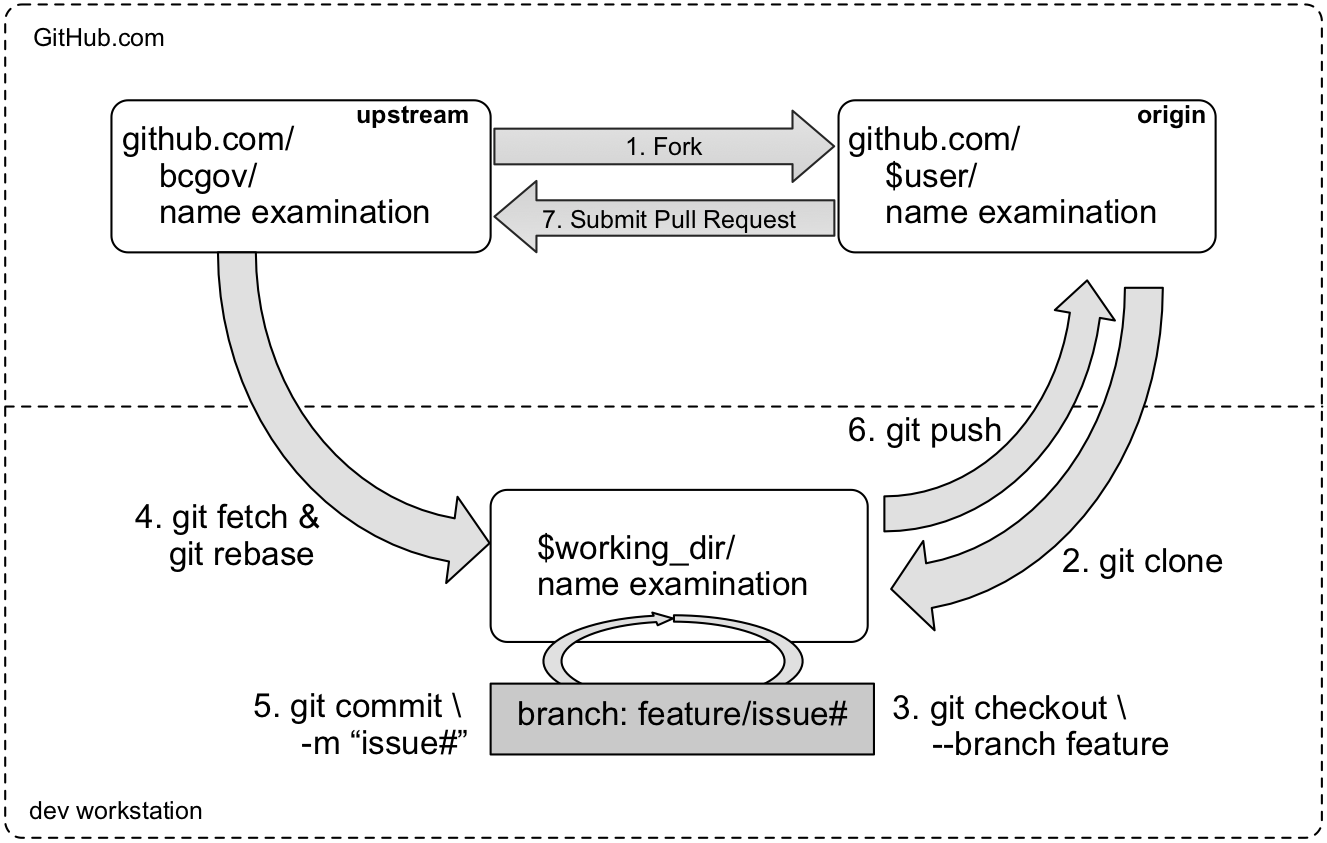 GitHub.com
upstream
github.com/
bcgov/
name examination
1. Fork
7. Submit Pull Request
origin
github.com/
$user/
name examination
6. git push
4. git fetch &
git rebase
$working_dir/
name examination
2. git clone
5. git commit \
-m “issue#”
branch: feature/issue#
3. git checkout \
--branch feature
dev workstation